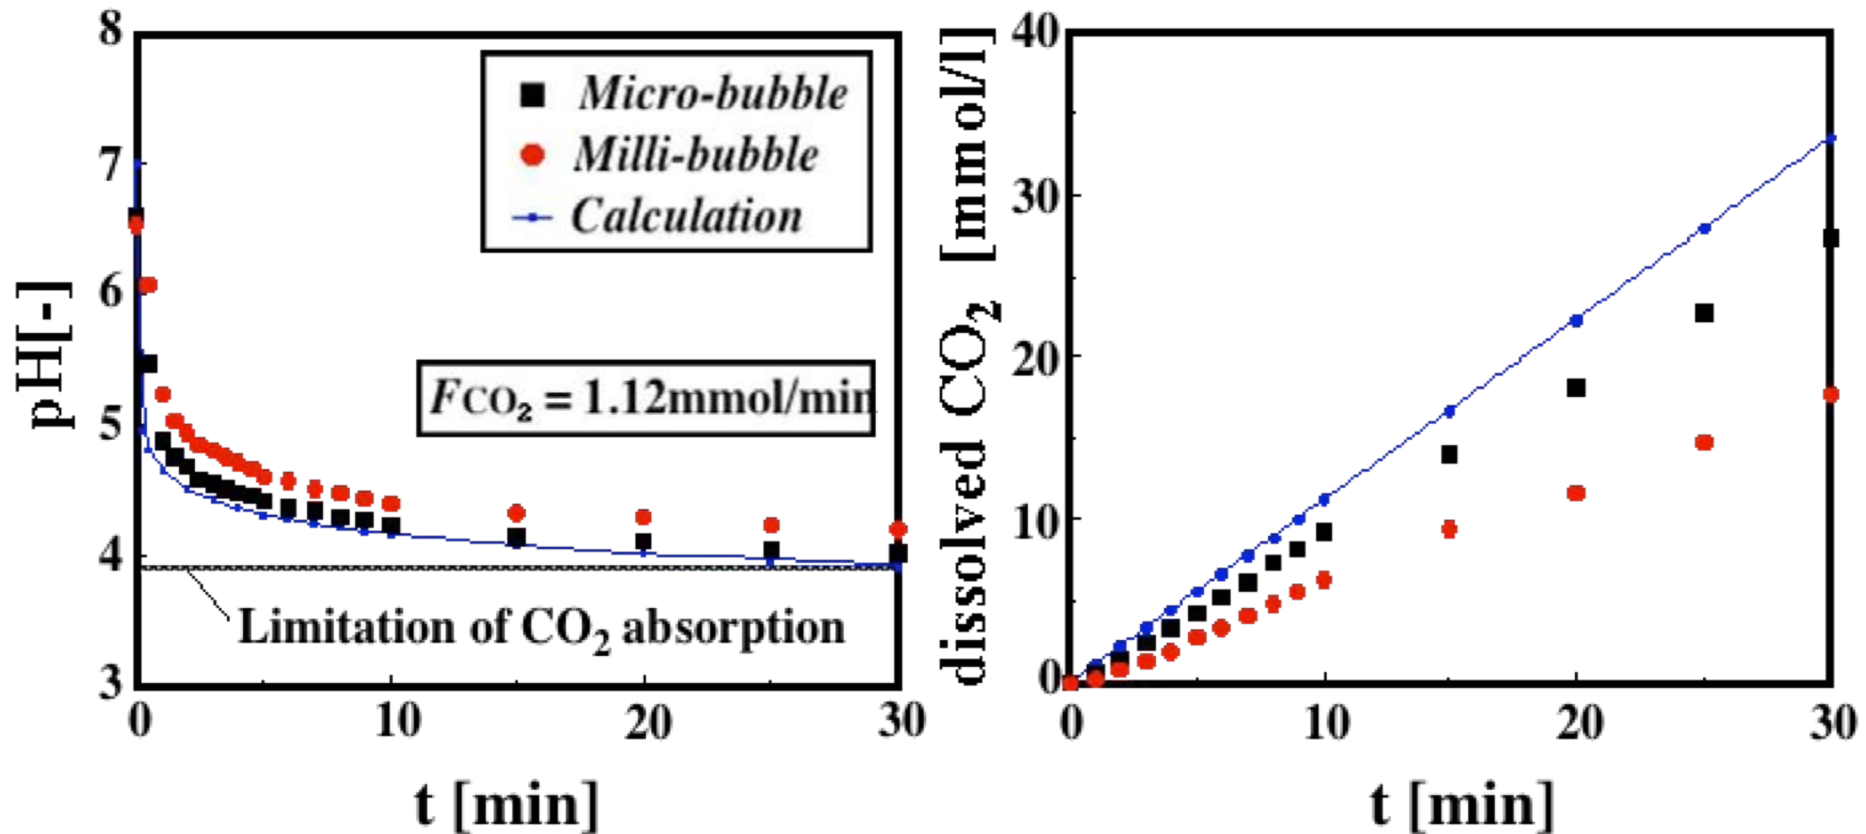 8
7
6
5
4
3
pH[-]
Micro-bubble
Milli-bubble
Calculation
FCO₂ = 1.12mmol/min
Limitation of CO₂ absorption
0 10 20 30
t [min]
40
30
20
10
0
dissolved CO₂ [mmol/l]
0 10 20 30
t [min]